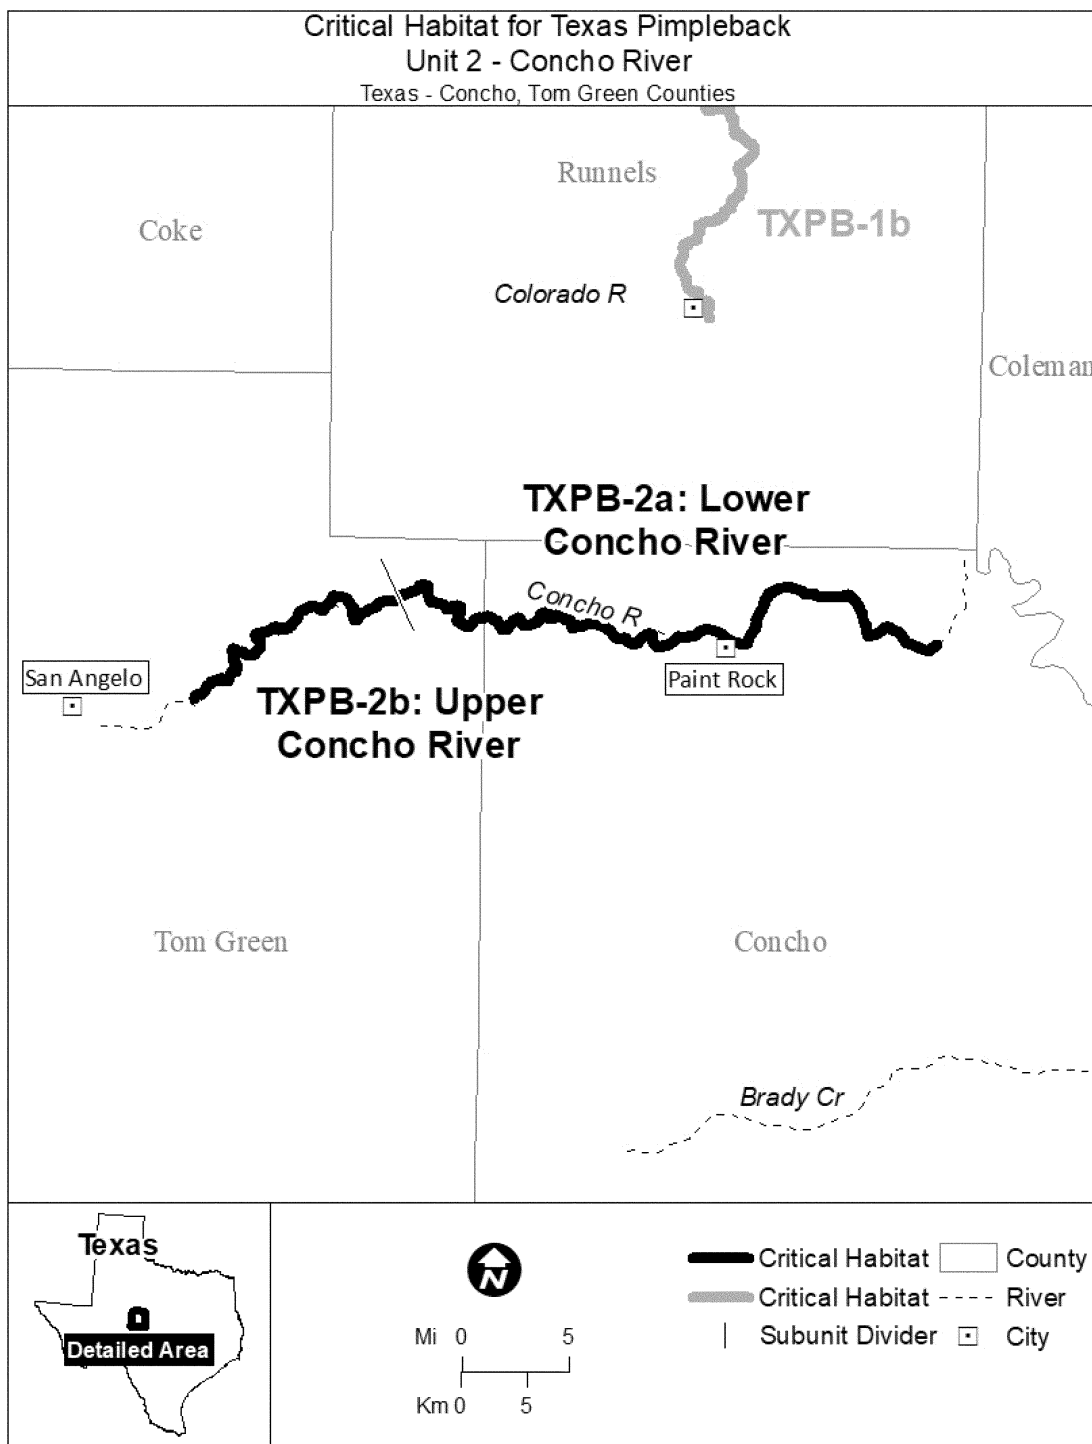 Critical Habitat for Texas Pimpleback
Unit 2 - Concho River
Texas - Concho, Tom Green Counties
Runnels
Coke
TXPB-1b
Colorado R
Coleman
TXPB-2a: Lower
Concho River
Concho R
San Angelo
Paint Rock
TXPB-2b: Upper
Concho River
Tom Green
Concho
Brady Cr
Texas
Detailed Area
N
Mi 0 5
Km 0 5
Critical Habitat
County
Critical Habitat
River
Subunit Divider
City